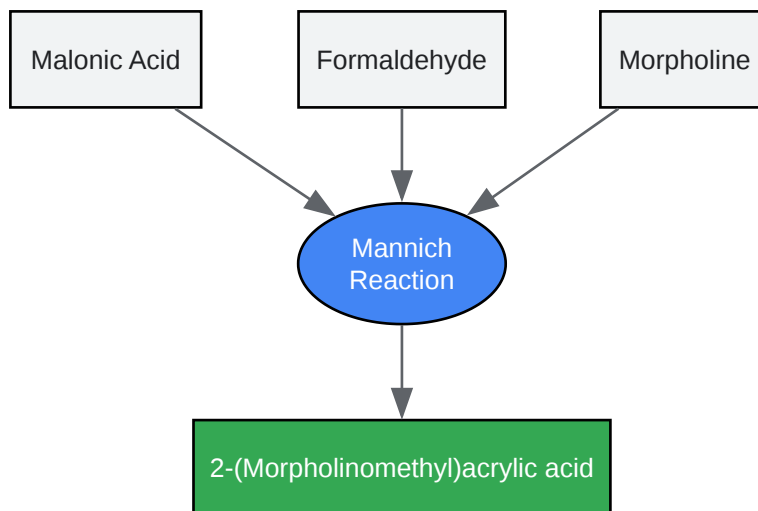 Malonic Acid
Formaldehyde
Morpholine
Mannich
Reaction
2-(Morpholinomethyl)acrylic acid